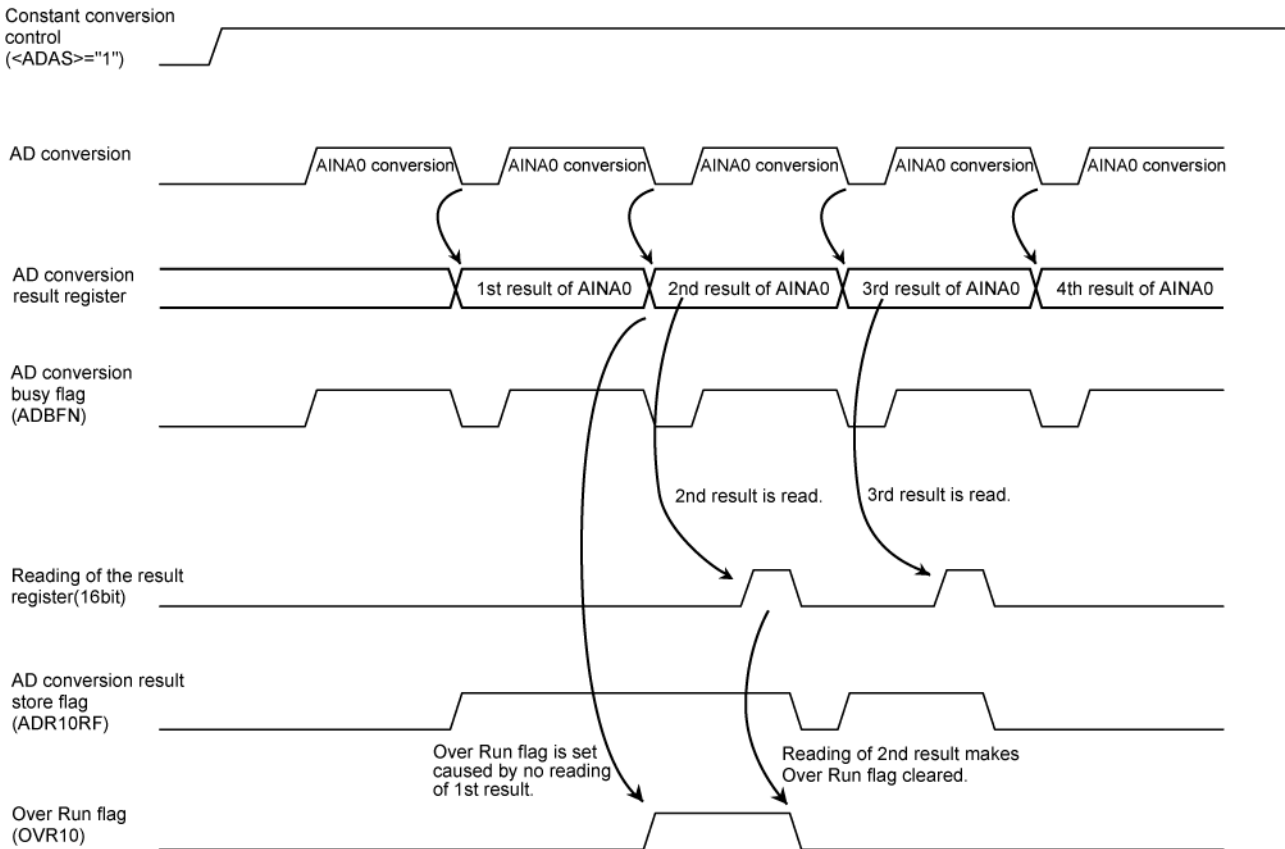 Constant conversion
control
(<ADAS>="1")
AD conversion
AINA0 conversion
AINA0 conversion
AINA0 conversion
AINA0 conversion
AINA0 conversion
AD conversion
result register
1st result of AINA0
2nd result of AINA0
3rd result of AINA0
4th result of AINA0
AD conversion
busy flag
(ADBFN)
2nd result is read.
3rd result is read.
Reading of the result
register(16bit)
AD conversion result
store flag
(ADR10RF)
Over Run flag is set
caused by no reading
of 1st result.
Reading of 2nd result makes
Over Run flag cleared.
Over Run flag
(OVR10)